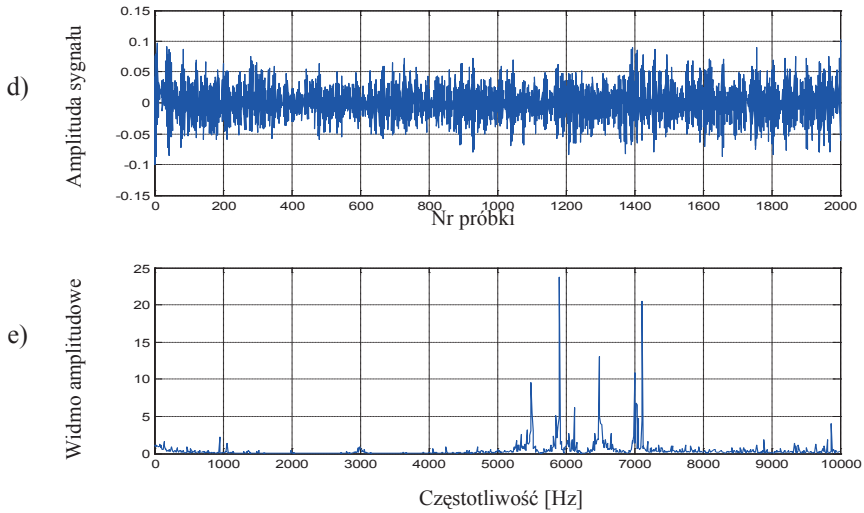 d)
Amplituda sygnału
0.15
0.1
0.05
0
-0.05
-0.1
-0.15
0 200 400 600 800 1000 1200 1400 1600 1800 2000
Nr próbki
e)
Widmo amplitudowe
25
20
15
10
5
0
0 1000 2000 3000 4000 5000 6000 7000 8000 9000 10000
Częstotliwość [Hz]